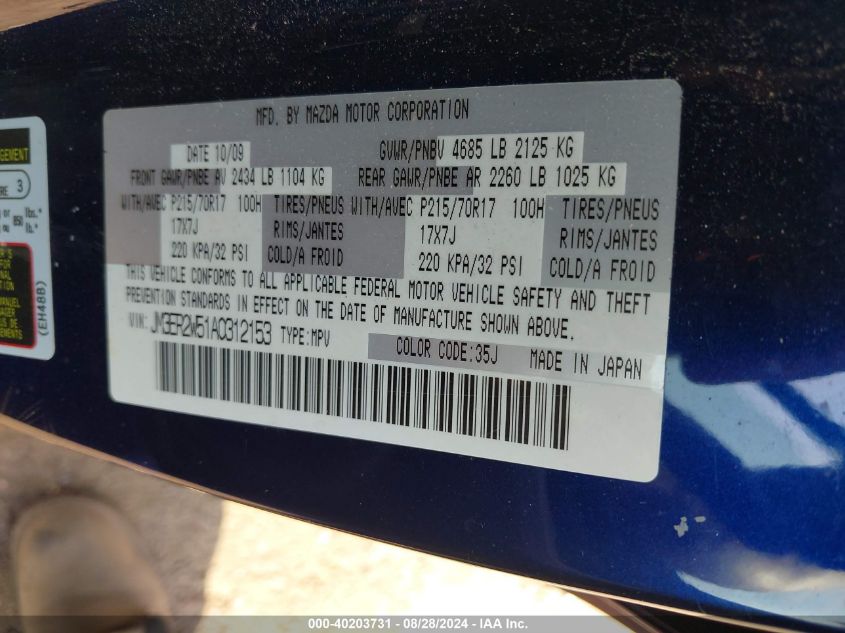 MFD. BY MAZDA MOTOR CORPORATION
DATE 10/09 GVWR/PNBV 4685 LB 2125 KG
FRONT GAWR/PNBE AV 2434 LB 1104 KG REAR GAWR/PNBE AR 2260 LB 1025 KG
WITH/AVEC P215/70R17 100H TIRES/PNEUS WITH/AVEC P215/70R17 100H TIRES/PNEUS
17X7J RIMS/JANTES 17X7J RIMS/JANTES
220 KPA/32 PSI COLD/A FROID 220 KPA/32 PSI COLD/A FROID
THIS VEHICLE CONFORMS TO ALL APPLICABLE FEDERAL MOTOR VEHICLE SAFETY AND THEFT
PREVENTION STANDARDS IN EFFECT ON THE DATE OF MANUFACTURE SHOWN ABOVE.
VIN: JM3ER2W51A0312153 TYPE:MPV
COLOR CODE:35J MADE IN JAPAN
3
or 850 lbs.*
(EH48B)
000-40203731 - 08/28/2024 - IAA Inc.